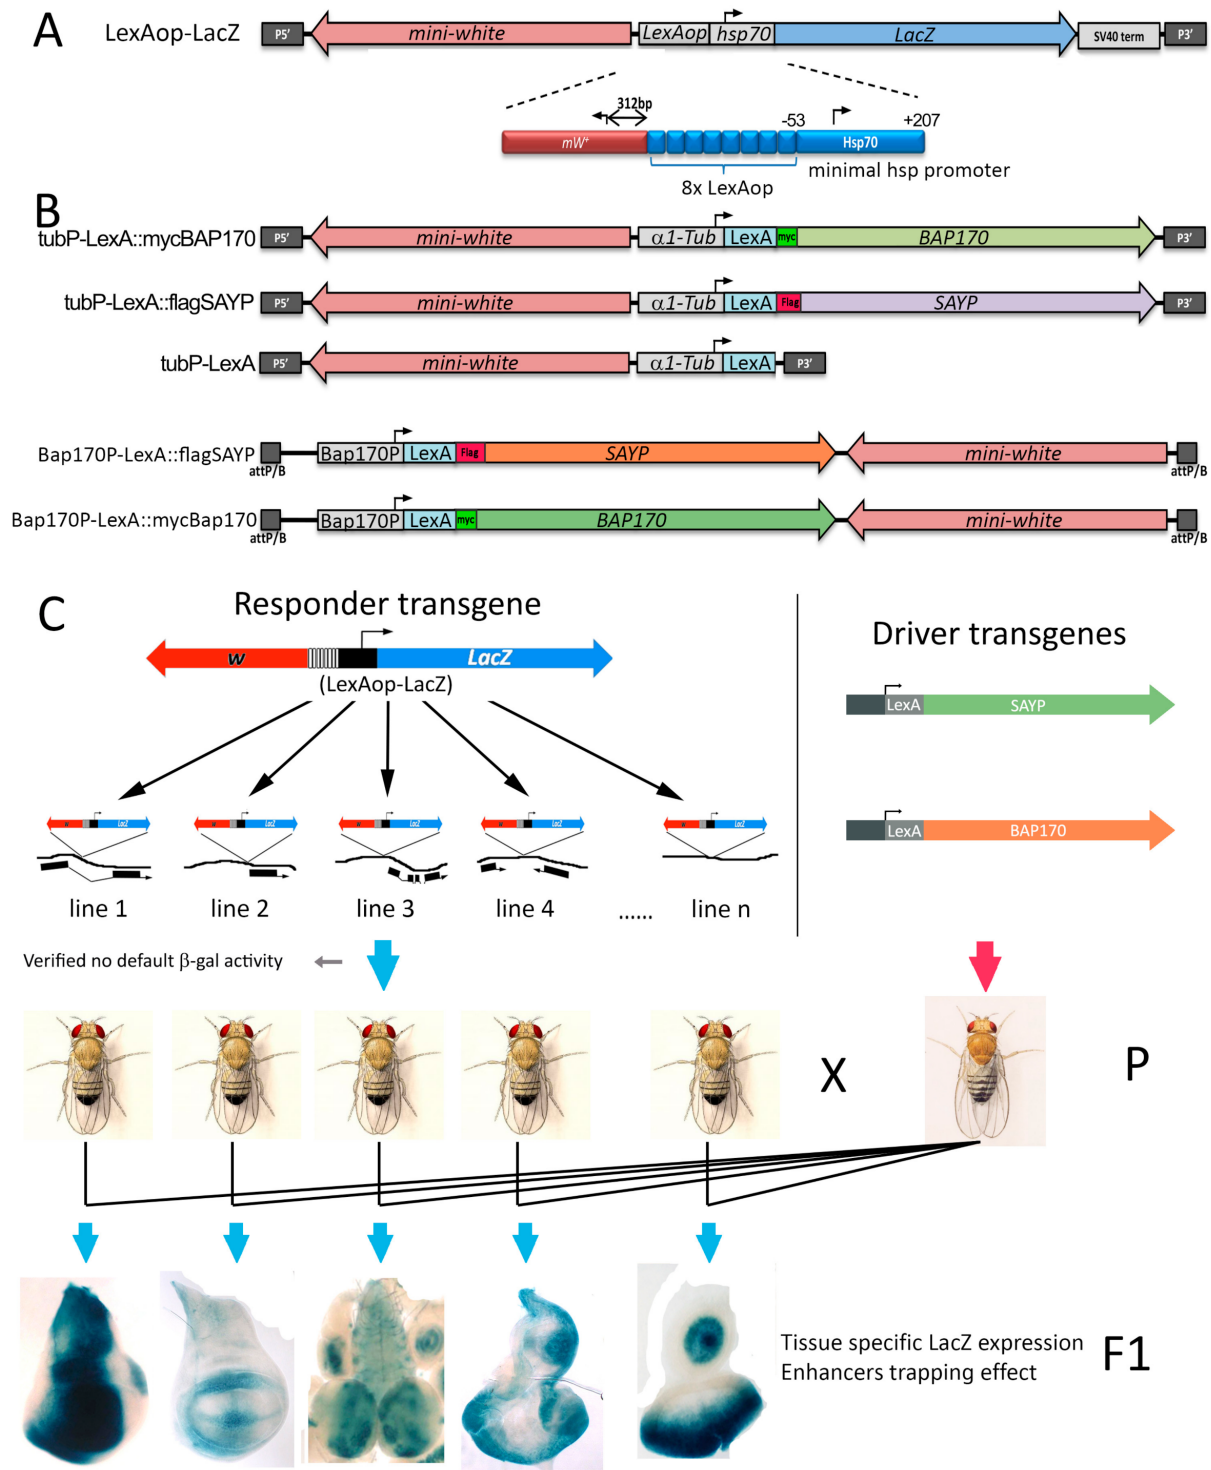 A
LexAop-LacZ
P5' mini-white LexAop hsp70 LacZ SV40 term P3'
312bp
-53 +207
mW+ Hsp70
minimal hsp promoter
8x LexAop
B
tubP-LexA::mycBAP170 P5' mini-white α1-Tub LexA myc BAP170 P3'
tubP-LexA::flagSAYP P5' mini-white α1-Tub LexA Flag SAYP P3'
tubP-LexA P5' mini-white α1-Tub LexA P3'
Bap170P-LexA::flagSAYP Bap170P LexA Flag SAYP mini-white
attP/B attP/B
Bap170P-LexA::mycBap170 Bap170P LexA myc BAP170 mini-white
attP/B attP/B
C
Responder transgene
w LacZ
(LexAop-LacZ)
Driver transgenes
LexA SAYP
LexA BAP170
w LacZ w LacZ w LacZ w LacZ w LacZ
line 1 line 2 line 3 line 4 ...... line n
Verified no default β-gal activity
X P
Tissue specific LacZ expression
Enhancers trapping effect
F1